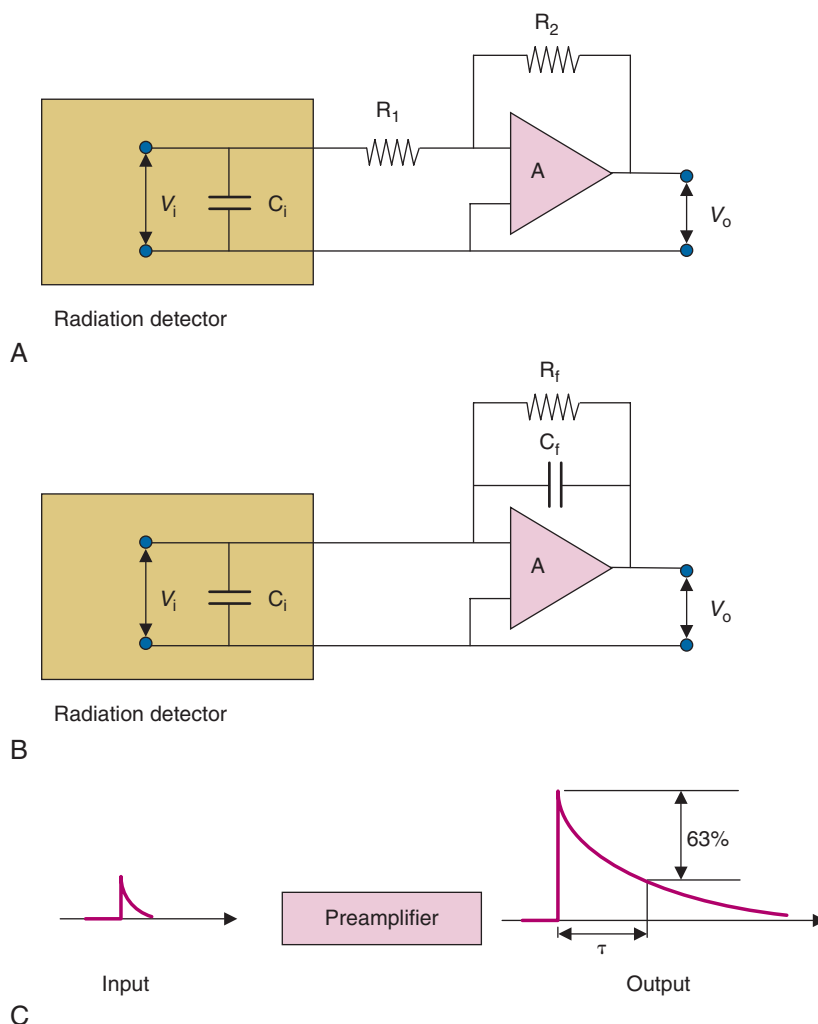 R2
R1
A
Vi
Ci
Vo
Radiation detector
A
Rf
Cf
A
Vi
Ci
Vo
Radiation detector
B
63%
Preamplifier
τ
Input
Output
C